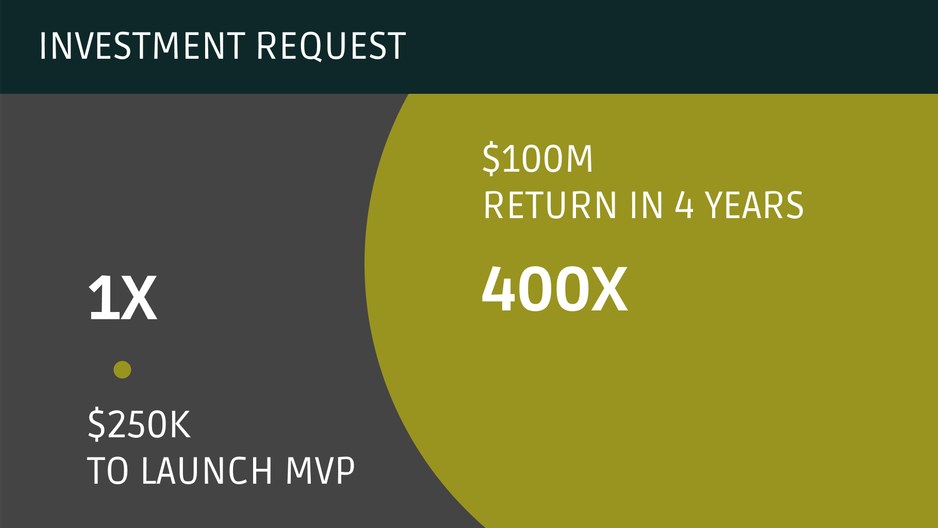 INVESTMENT REQUEST
1X
$250K
TO LAUNCH MVP
$100M
RETURN IN 4 YEARS
400X